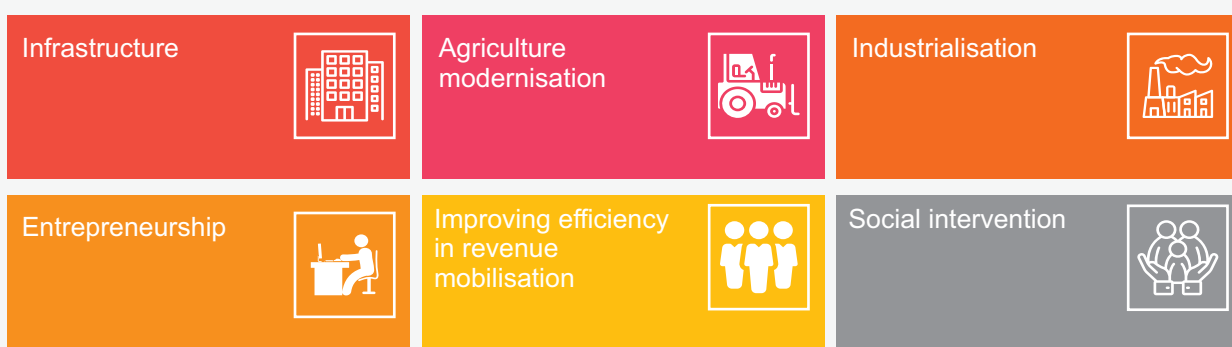 Infrastructure
Agriculture
modernisation
Industrialisation
Entrepreneurship
Improving efficiency
in revenue
mobilisation
Social intervention